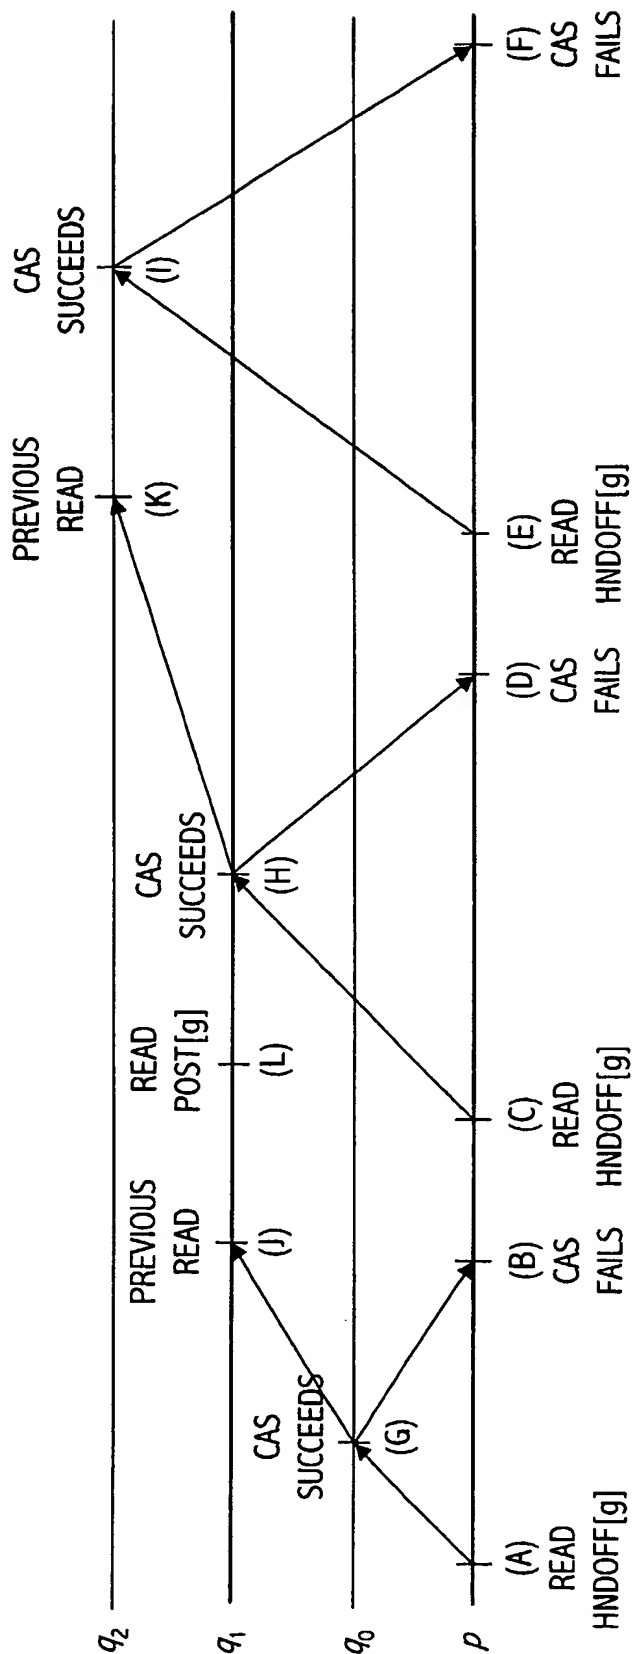 q2
q1
q0
p
CAS
SUCCEEDS
(I)
PREVIOUS
READ
(K)
CAS
SUCCEEDS
(H)
READ
POST[g]
(L)
PREVIOUS
READ
(J)
CAS
SUCCEEDS
(G)
(A)
READ
HNDOFF[g]
(B)
CAS
FAILS
(C)
READ
HNDOFF[g]
(D)
CAS
FAILS
(E)
READ
HNDOFF[g]
(F)
CAS
FAILS